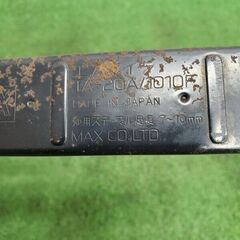 TA-20A/1010F
MADE IN JAPAN
使用ステープル 足長 7~10mm
MAX CO.,LTD.